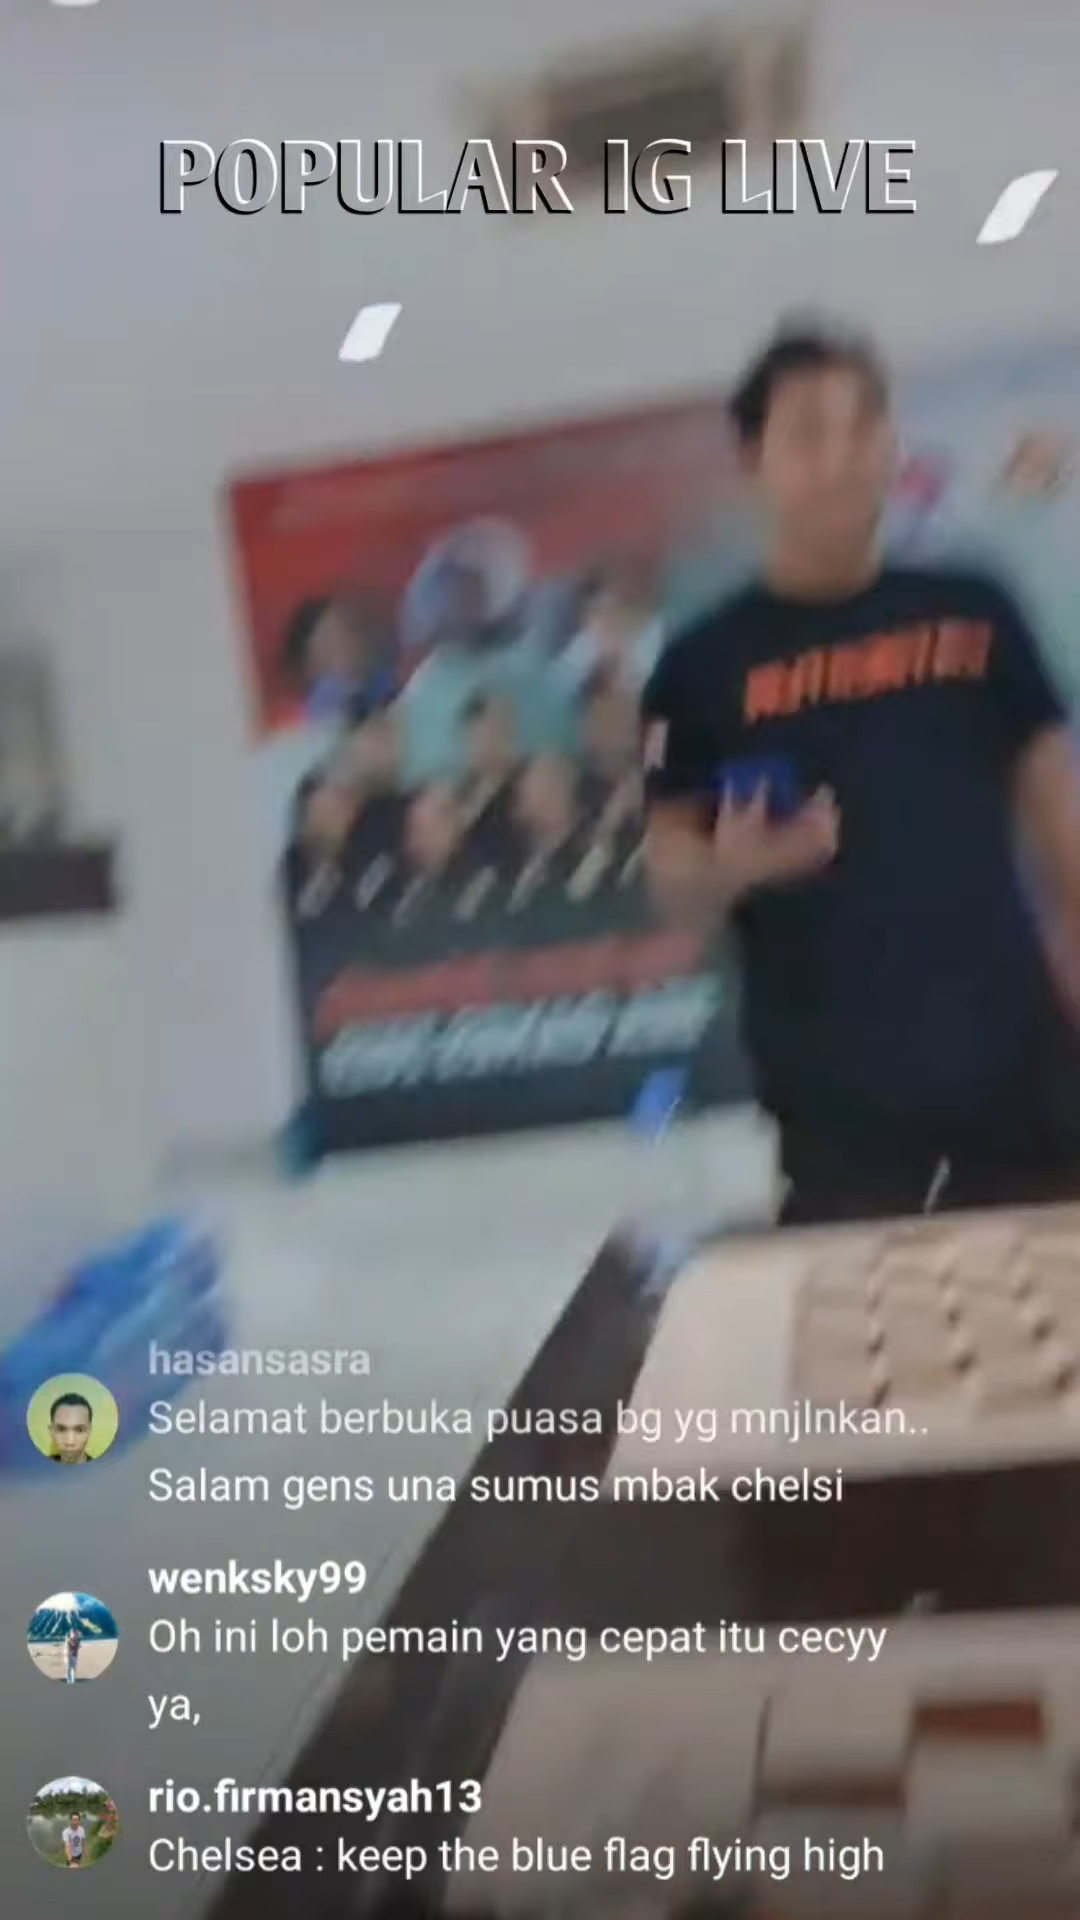 POPULAR IG LIVE
hasansasra
Selamat berbuka puasa bg yg mnjlnkan..
Salam gens una sumus mbak chelsi
wenksky99
Oh ini loh pemain yang cepat itu cecyy
ya,
rio.firmansyah13
Chelsea : keep the blue flag flying high